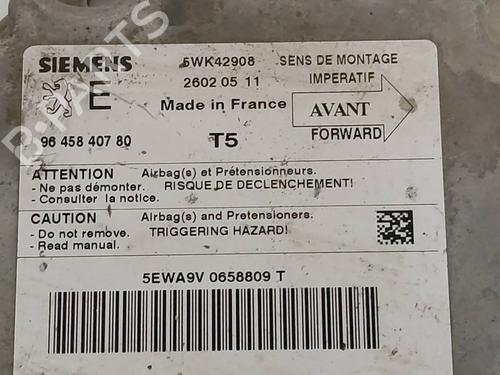 SIEMENS
5WK42908
SENS DE MONTAGE
IMPERATIF
2602 05 11
E
Made in France
AVANT
FORWARD
96 458 407 80
T5
ATTENTION Airbag(s) et Prétensionneurs.
- Ne pas démonter. RISQUE DE DECLENCHEMENT!
- Consulter la notice.
CAUTION Airbag(s) and Pretensioners.
- Do not remove. TRIGGERING HAZARD!
- Read manual.
5EWA9V 0658809 T
B-PARTS